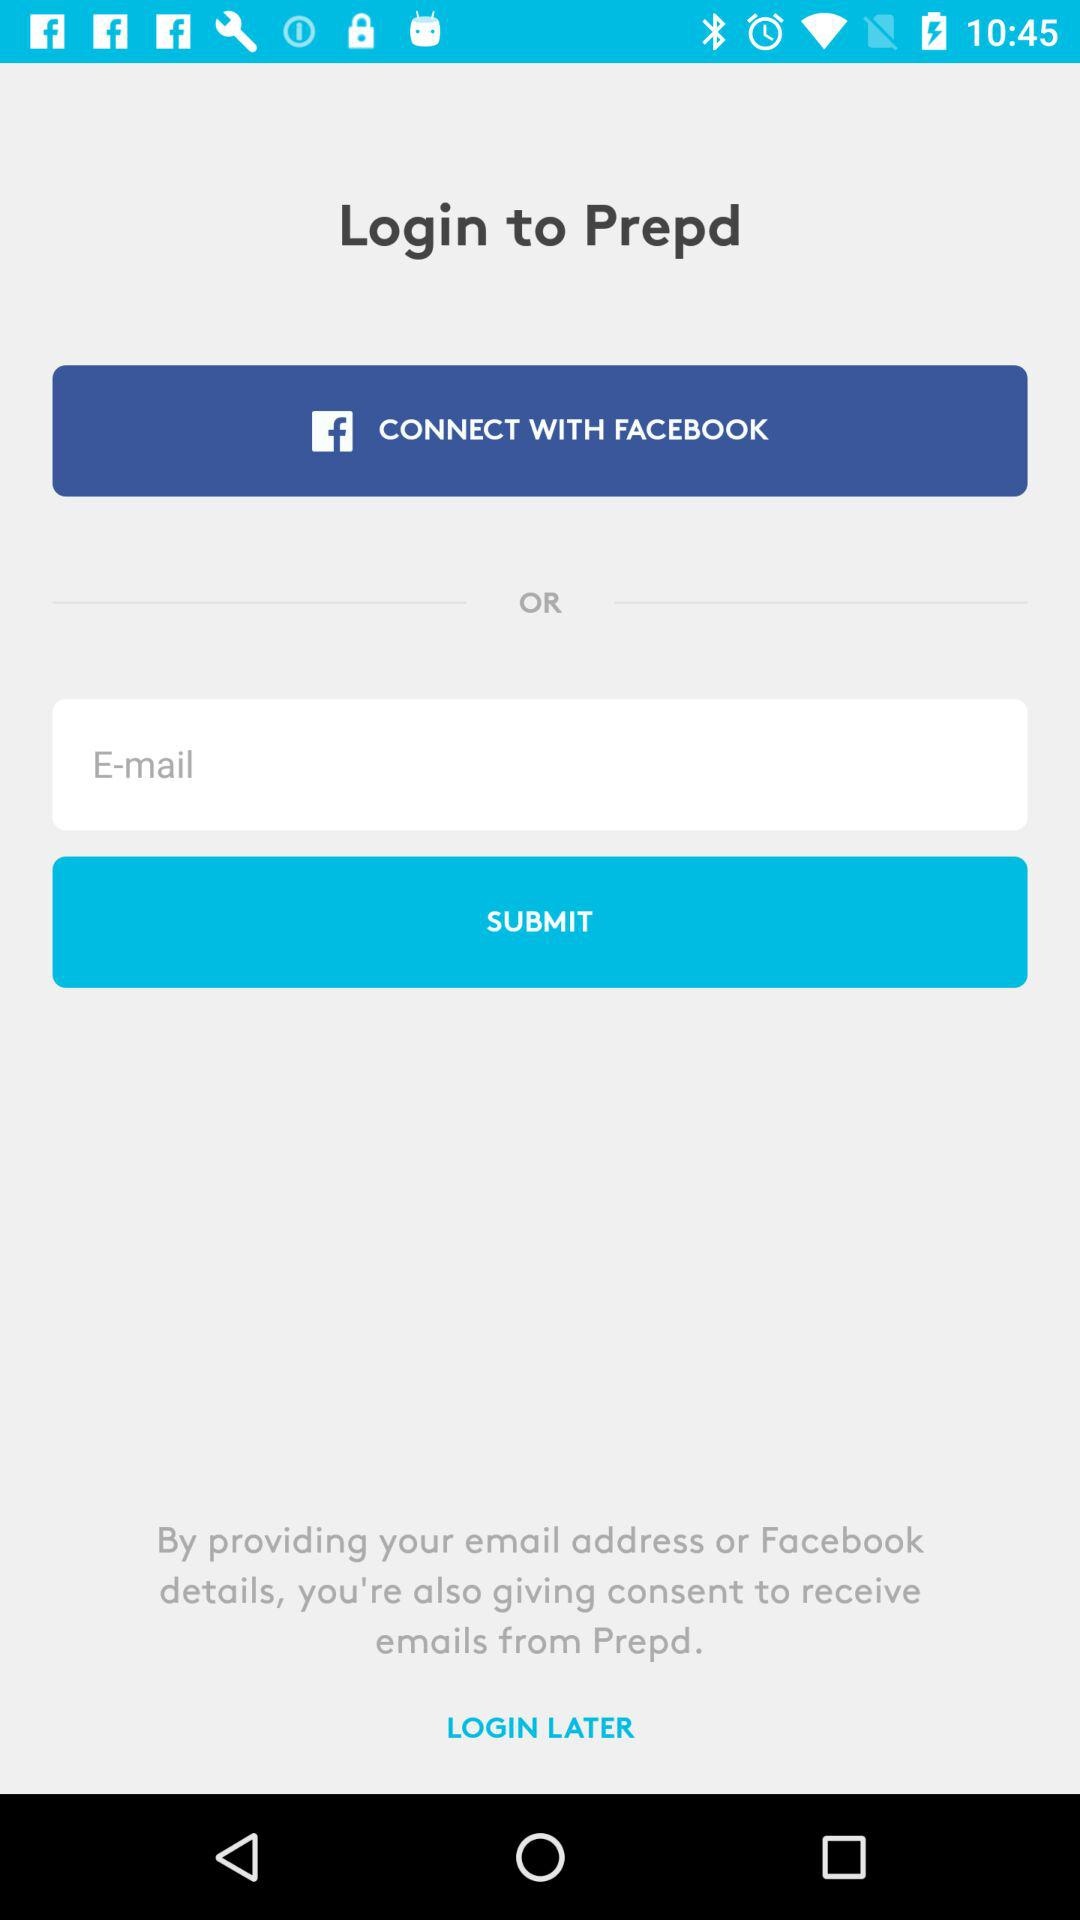 10:45
Login to Prepd
CONNECT WITH FACEBOOK
OR
E-mail
SUBMIT
By providing your email address or Facebook
details, you're also giving consent to receive
emails from Prepd.
LOGIN LATER